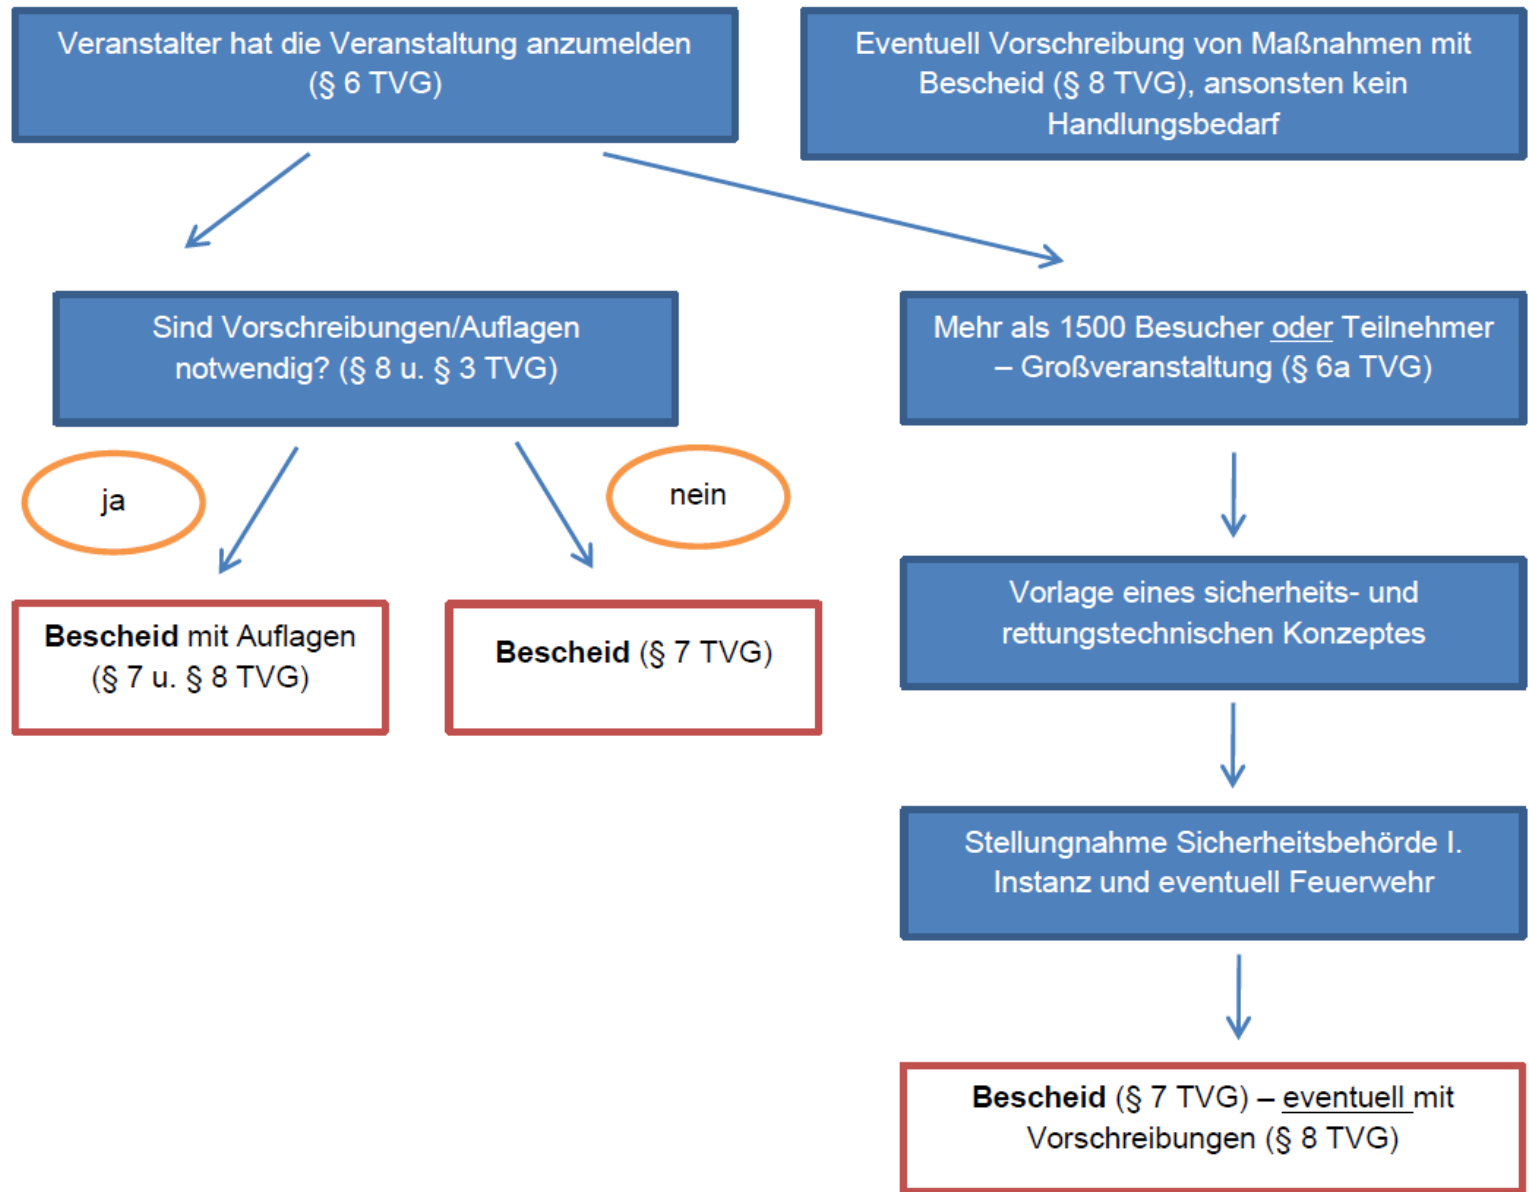 Veranstalter hat die Veranstaltung anzumelden
(§ 6 TVG)
Eventuell Vorschreibung von Maßnahmen mit
Bescheid (§ 8 TVG), ansonsten kein
Handlungsbedarf
Sind Vorschreibungen/Auflagen
notwendig? (§ 8 u. § 3 TVG)
Mehr als 1500 Besucher oder Teilnehmer
– Großveranstaltung (§ 6a TVG)
ja
nein
Bescheid mit Auflagen
(§ 7 u. § 8 TVG)
Bescheid (§ 7 TVG)
Vorlage eines sicherheits- und
rettungstechnischen Konzeptes
Stellungnahme Sicherheitsbehörde I.
Instanz und eventuell Feuerwehr
Bescheid (§ 7 TVG) – eventuell mit
Vorschreibungen (§ 8 TVG)